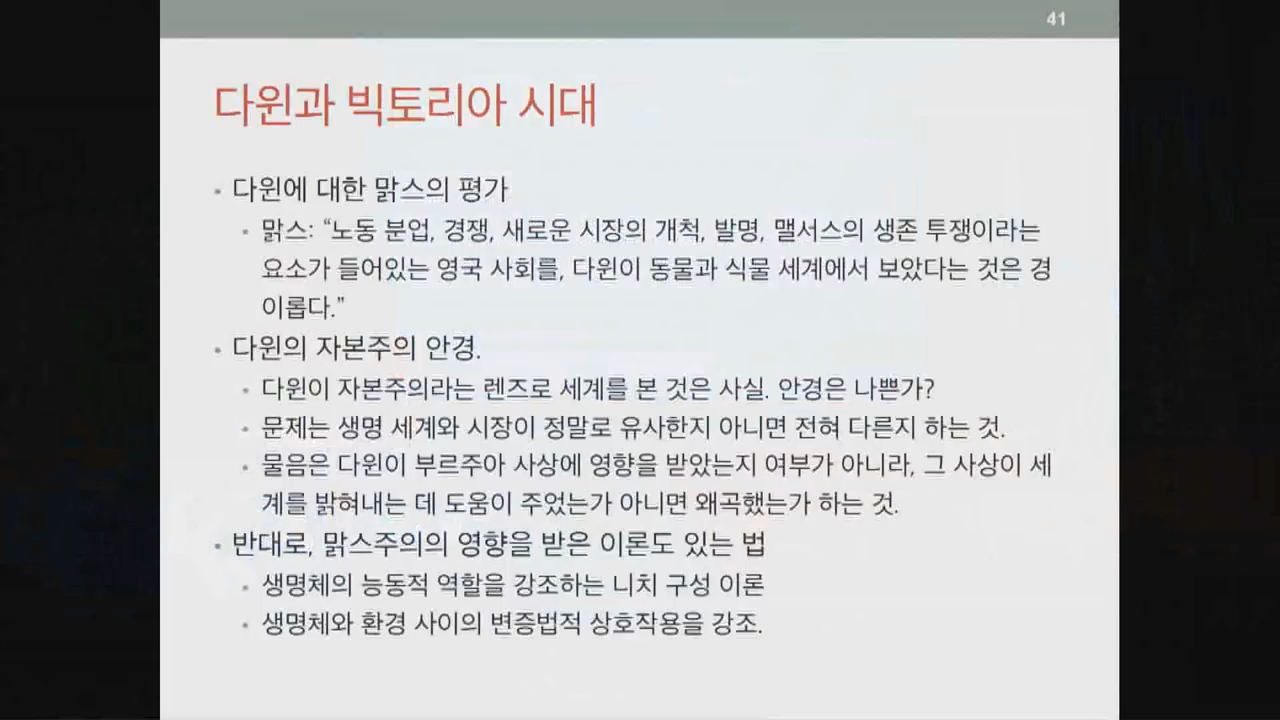 41
다윈과 빅토리아 시대
• 다윈에 대한 맑스의 평가
• 맑스: “노동 분업, 경쟁, 새로운 시장의 개척, 발명, 맬서스의 생존 투쟁이라는
요소가 들어있는 영국 사회를, 다윈이 동물과 식물 세계에서 보았다는 것은 경
이롭다.”
• 다윈의 자본주의 안경.
• 다윈이 자본주의라는 렌즈로 세계를 본 것은 사실. 안경은 나쁜가?
• 문제는 생명 세계와 시장이 정말로 유사한지 아니면 전혀 다른지 하는 것.
• 물음은 다윈이 부르주아 사상에 영향을 받았는지 여부가 아니라, 그 사상이 세
계를 밝혀내는 데 도움이 주었는가 아니면 왜곡했는가 하는 것.
• 반대로, 맑스주의의 영향을 받은 이론도 있는 법
• 생명체의 능동적 역할을 강조하는 니치 구성 이론
• 생명체와 환경 사이의 변증법적 상호작용을 강조.